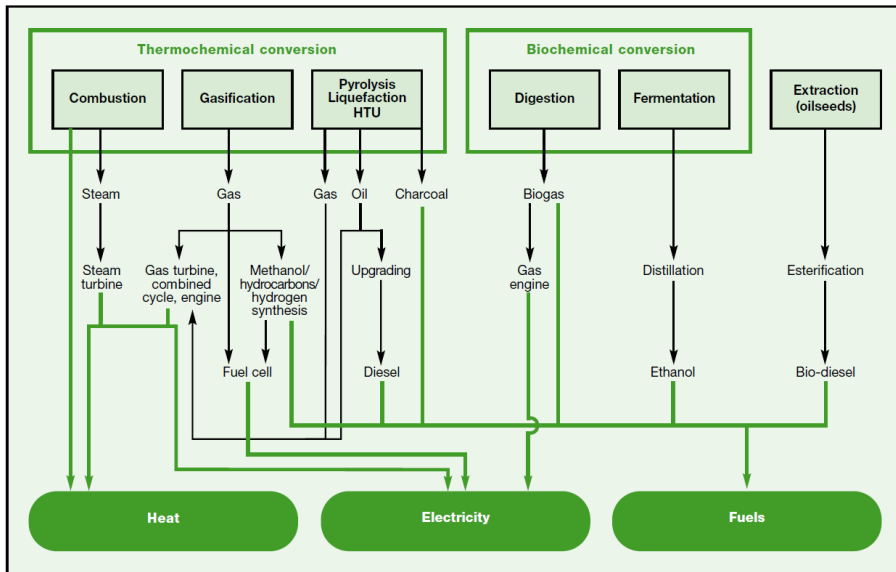 Thermochemical conversion
Biochemical conversion
Combustion
Gasification
Pyrolysis
Liquefaction
HTU
Digestion
Fermentation
Extraction
(oilseeds)
Steam
Gas
Gas
Oil
Charcoal
Biogas
Steam
turbine
Gas turbine,
combined
cycle, engine
Methanol/
hydrocarbons/
hydrogen
synthesis
Upgrading
Gas
engine
Distillation
Esterification
Fuel cell
Diesel
Ethanol
Bio-diesel
Heat
Electricity
Fuels